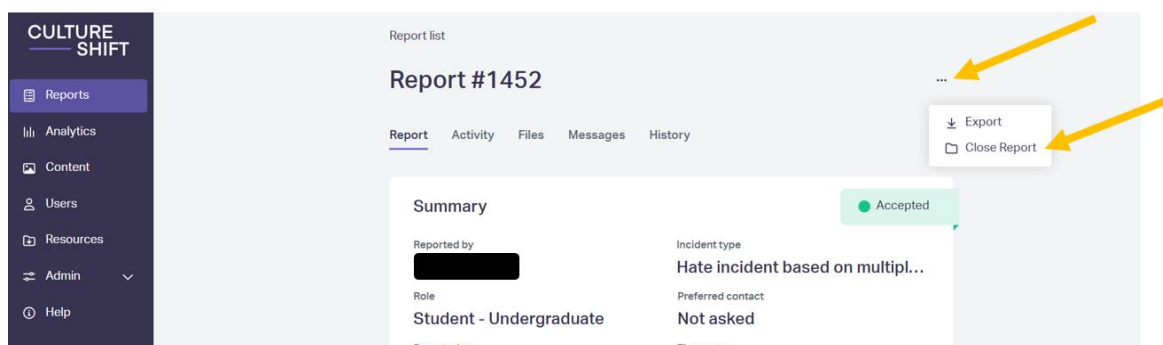 CULTURE
SHIFT
Reports
Analytics
Content
Users
Resources
Admin
Help
Report list
Report #1452
...
Export
Close Report
Report Activity Files Messages History
Summary
Accepted
Reported by
Incident type
Hate incident based on multipl...
Role
Preferred contact
Student - Undergraduate
Not asked